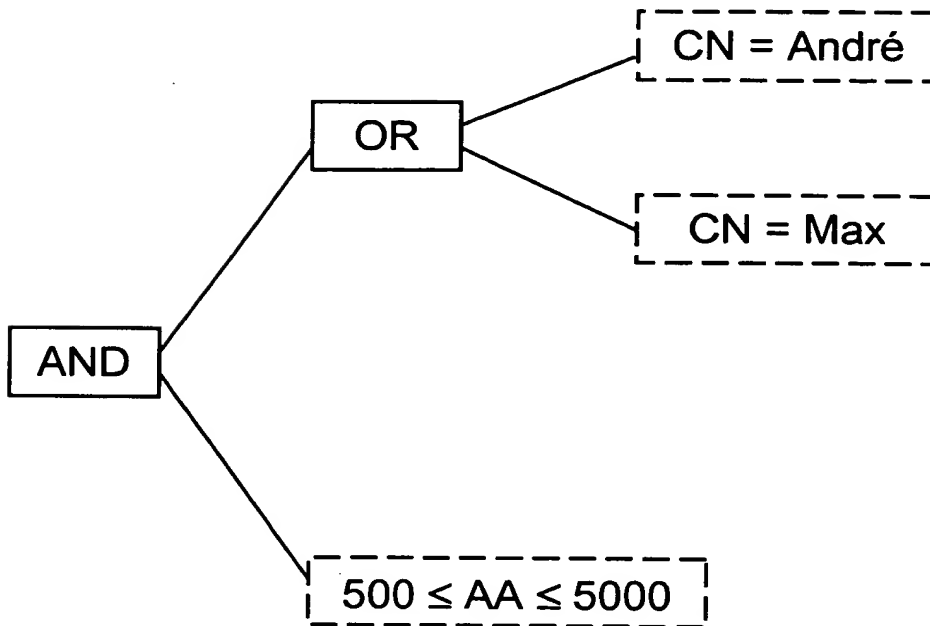 CN = André
OR
CN = Max
AND
500 ≤ AA ≤ 5000